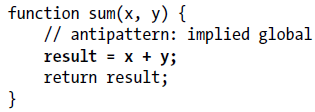 function sum(x, y) {
    // antipattern: implied global
    result = x + y;
    return result;
}